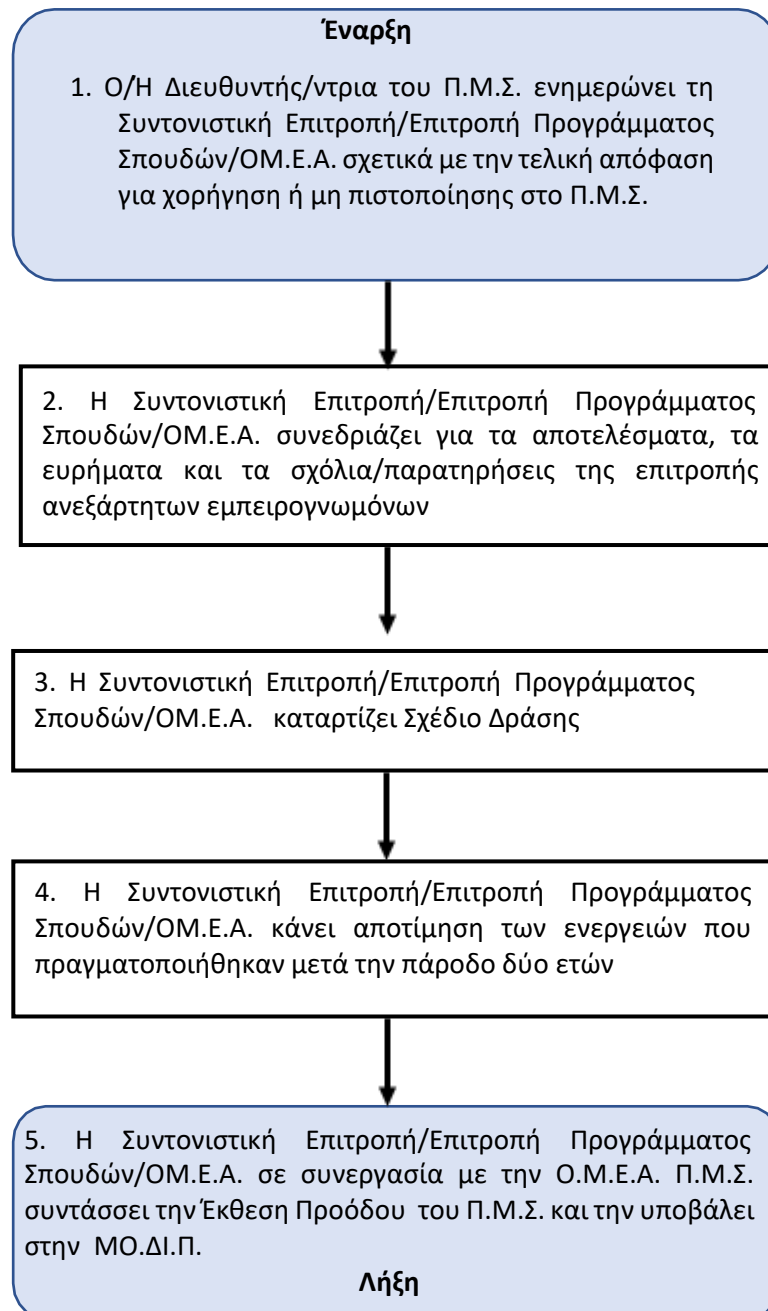 Έναρξη
1. Ο/Η Διευθυντής/ντρια του Π.Μ.Σ. ενημερώνει τη
Συντονιστική Επιτροπή/Επιτροπή Προγράμματος
Σπουδών/ΟΜ.Ε.Α. σχετικά με την τελική απόφαση
για χορήγηση ή μη πιστοποίησης στο Π.Μ.Σ.
2. Η Συντονιστική Επιτροπή/Επιτροπή Προγράμματος
Σπουδών/ΟΜ.Ε.Α. συνεδριάζει για τα αποτελέσματα, τα
ευρήματα και τα σχόλια/παρατηρήσεις της επιτροπής
ανεξάρτητων εμπειρογνωμόνων
3. Η Συντονιστική Επιτροπή/Επιτροπή Προγράμματος
Σπουδών/ΟΜ.Ε.Α. καταρτίζει Σχέδιο Δράσης
4. Η Συντονιστική Επιτροπή/Επιτροπή Προγράμματος
Σπουδών/ΟΜ.Ε.Α. κάνει αποτίμηση των ενεργειών που
πραγματοποιήθηκαν μετά την πάροδο δύο ετών
5. Η Συντονιστική Επιτροπή/Επιτροπή Προγράμματος
Σπουδών/ΟΜ.Ε.Α. σε συνεργασία με την Ο.Μ.Ε.Α. Π.Μ.Σ.
συντάσσει την Έκθεση Προόδου του Π.Μ.Σ. και την υποβάλει
στην ΜΟ.ΔΙ.Π.
Λήξη